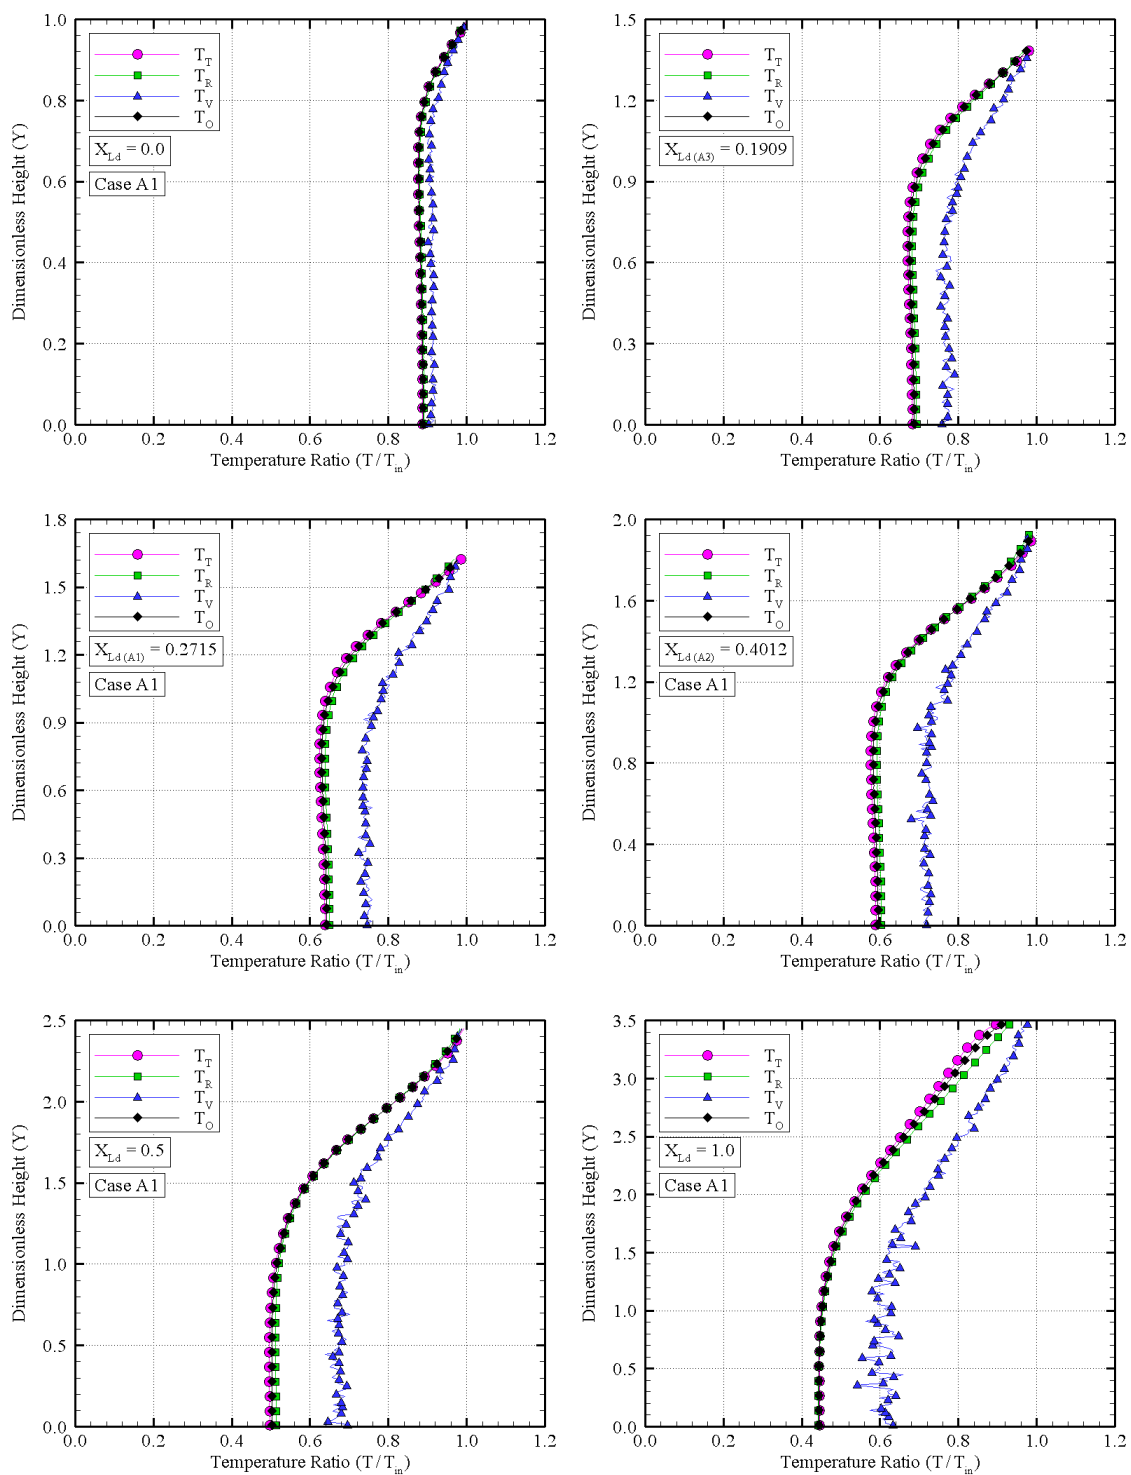 1.0
0.8
0.6
0.4
0.2
0.0
Dimensionless Height (Y)
T_T
T_R
T_V
T_O
X_Ld = 0.0
Case A1
0.0 0.2 0.4 0.6 0.8 1.0 1.2
Temperature Ratio (T/T_in)
1.5
1.2
0.9
0.6
0.3
0.0
Dimensionless Height (Y)
T_T
T_R
T_V
T_O
X_Ld (A3) = 0.1909
0.0 0.2 0.4 0.6 0.8 1.0 1.2
Temperature Ratio (T/T_in)
1.8
1.5
1.2
0.9
0.6
0.3
0.0
Dimensionless Height (Y)
T_T
T_R
T_V
T_O
X_Ld (A1) = 0.2715
Case A1
0.0 0.2 0.4 0.6 0.8 1.0 1.2
Temperature Ratio (T/T_in)
2.0
1.6
1.2
0.8
0.4
0.0
Dimensionless Height (Y)
T_T
T_R
T_V
T_O
X_Ld (A2) = 0.4012
Case A1
0.0 0.2 0.4 0.6 0.8 1.0 1.2
Temperature Ratio (T/T_in)
2.5
2.0
1.5
1.0
0.5
0.0
Dimensionless Height (Y)
T_T
T_R
T_V
T_O
X_Ld = 0.5
Case A1
0.0 0.2 0.4 0.6 0.8 1.0 1.2
Temperature Ratio (T/T_in)
3.5
3.0
2.5
2.0
1.5
1.0
0.5
0.0
Dimensionless Height (Y)
T_T
T_R
T_V
T_O
X_Ld = 1.0
Case A1
0.0 0.2 0.4 0.6 0.8 1.0 1.2
Temperature Ratio (T/T_in)